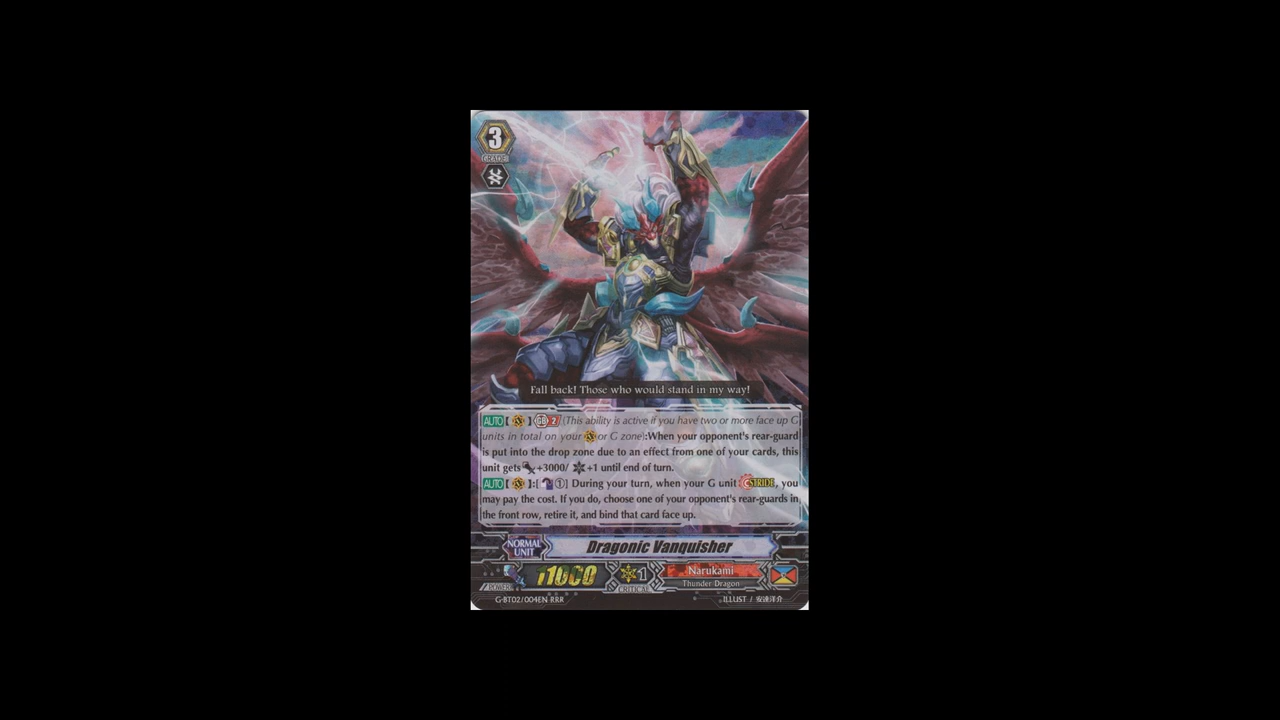 3
GRADE
Fall back! Those who would stand in my way!
AUTO【 】GB 2 (This ability is active if you have two or more face up G
units in total on your or G zone):When your opponent's rear-guard
is put into the drop zone due to an effect from one of your cards, this
unit gets +3000/ +1 until end of turn.
AUTO【 】:[ ①] During your turn, when your G unit STRIDE, you
may pay the cost. If you do, choose one of your opponent's rear-guards in
the front row, retire it, and bind that card face up.
NORMAL
UNIT
Dragonic Vanquisher
POWER
11000
1
CRITICAL
Narukami
Thunder Dragon
G-BT02/004EN RRR
ILLUST / 安達洋介